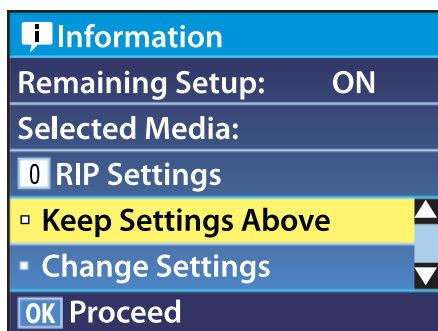 Information
Remaining Setup: ON
Selected Media:
0 RIP Settings
Keep Settings Above
Change Settings
OK Proceed